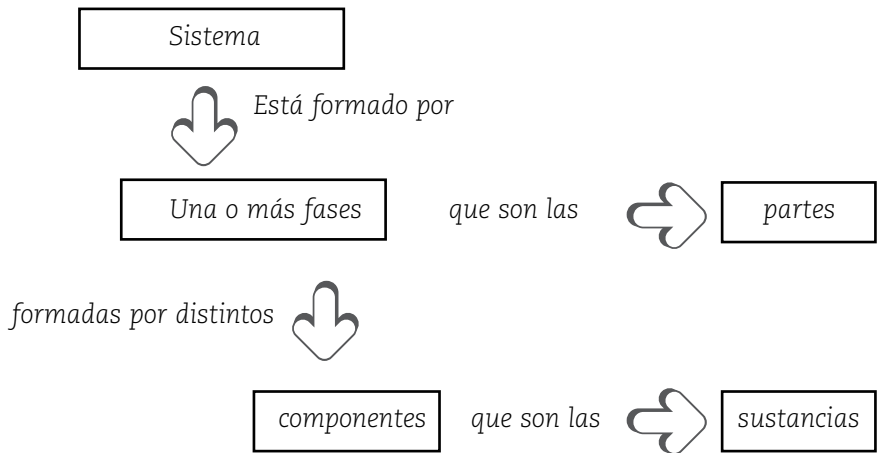 Sistema
Está formado por
Una o más fases
que son las
partes
formadas por distintos
componentes
que son las
sustancias